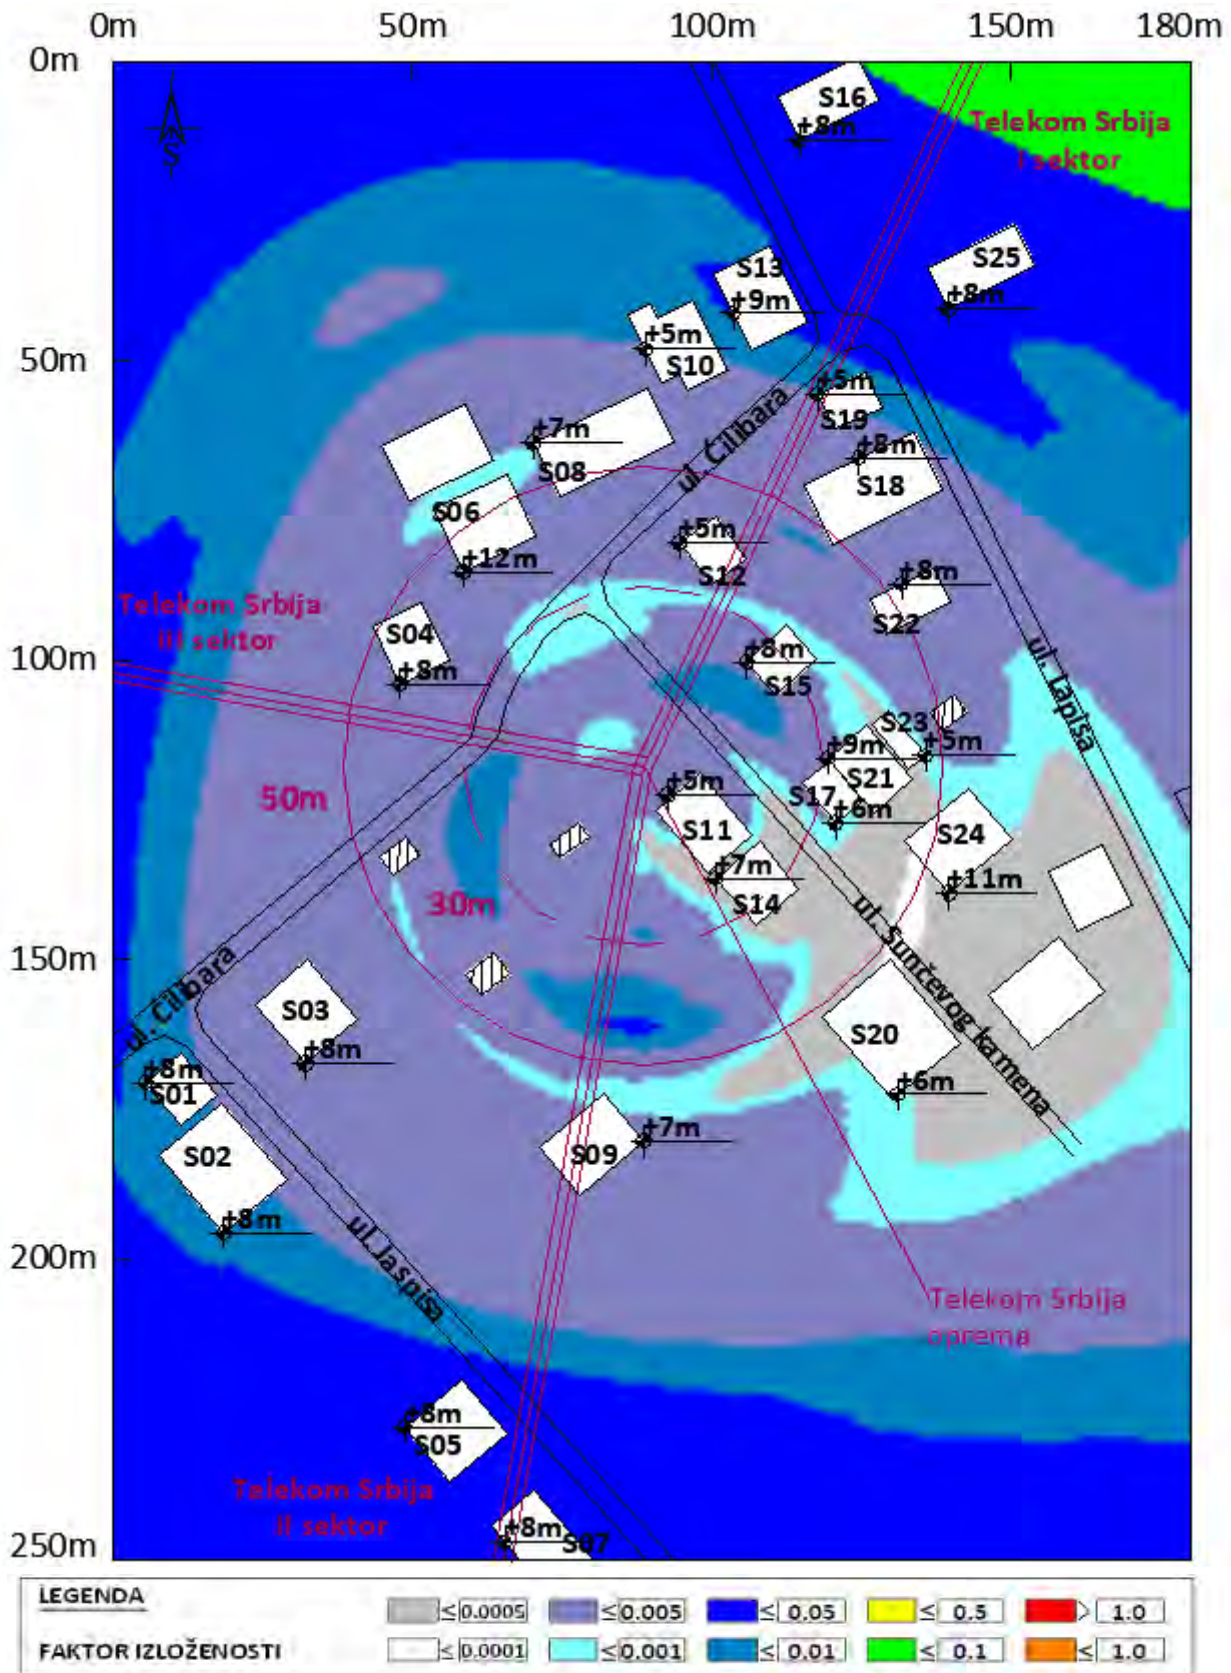 0m 50m 100m 150m 180m
0m
S16
+8m
Telekom Srbija
I sektor
S
S25
+8m
S13
+9m
+5m
S10
50m
+5m
S19
ul. Ćilibara
+7m
S08
+8m
S18
S06
+12m
+5m
S12
+8m
S22
Telekom Srbija
III sektor
S04
+8m
100m
+8m
S15
ul. Lapisa
S23
+5m
+9m
S21
S17
+6m
50m
+5m
S11
S24
+11m
+7m
S14
30m
ul. Sunčevog kamena
150m
ul. Ćilibara
S03
+8m
S20
+6m
+8m
S01
+7m
S09
S02
+8m
200m
ul. Jaspisa
Telekom Srbija
oprema
+8m
S05
Telekom Srbija
II sektor
+8m
S07
250m
LEGENDA
≤ 0.0005 ≤ 0.005 ≤ 0.05 ≤ 0.5 > 1.0
FAKTOR IZLOŽENOSTI
≤ 0.0001 ≤ 0.001 ≤ 0.01 ≤ 0.1 ≤ 1.0